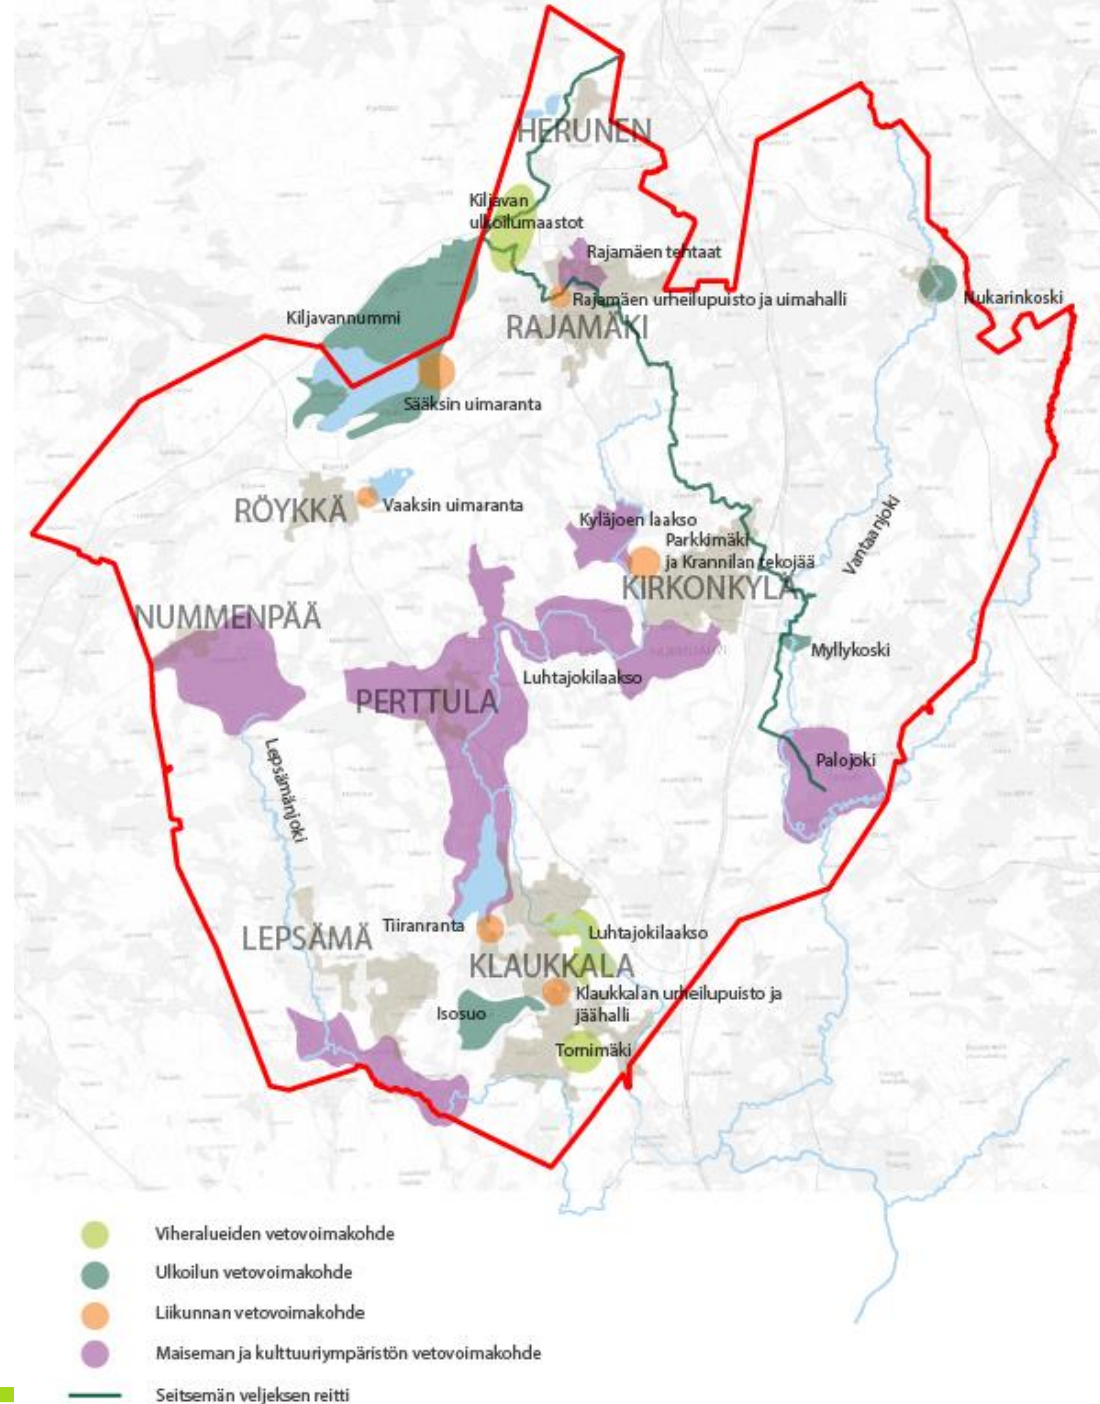 HERUNEN
Kiljavan
ulkoilumaastot
Rajamäen tehtaat
Rajamäen urheilupuisto ja uimahalli
Nukarinkoski
Kiljavannummi
RAJAMÄKI
Sääksin uimaranta
RÖYKKÄ
Vaaksin uimaranta
Kyläjoen laakso
Parkkimäki
ja Krannilan tekojää
Vantaanjoki
KIRKONKYLÄ
NUMMENPÄÄ
Myllykoski
Luhtajokilaakso
PERTTULA
Palojoki
Lepsämänjoki
Tiiranranta
Luhtajokilaakso
LEPSÄMÄ
KLAUKKALA
Klaukkalan urheilupuisto ja
jäähalli
Isosuo
Tornimäki
Viheralueiden vetovoimakohde
Ulkoilun vetovoimakohde
Liikunnan vetovoimakohde
Maiseman ja kulttuuriympäristön vetovoimakohde
Seitsemän veljeksen reitti